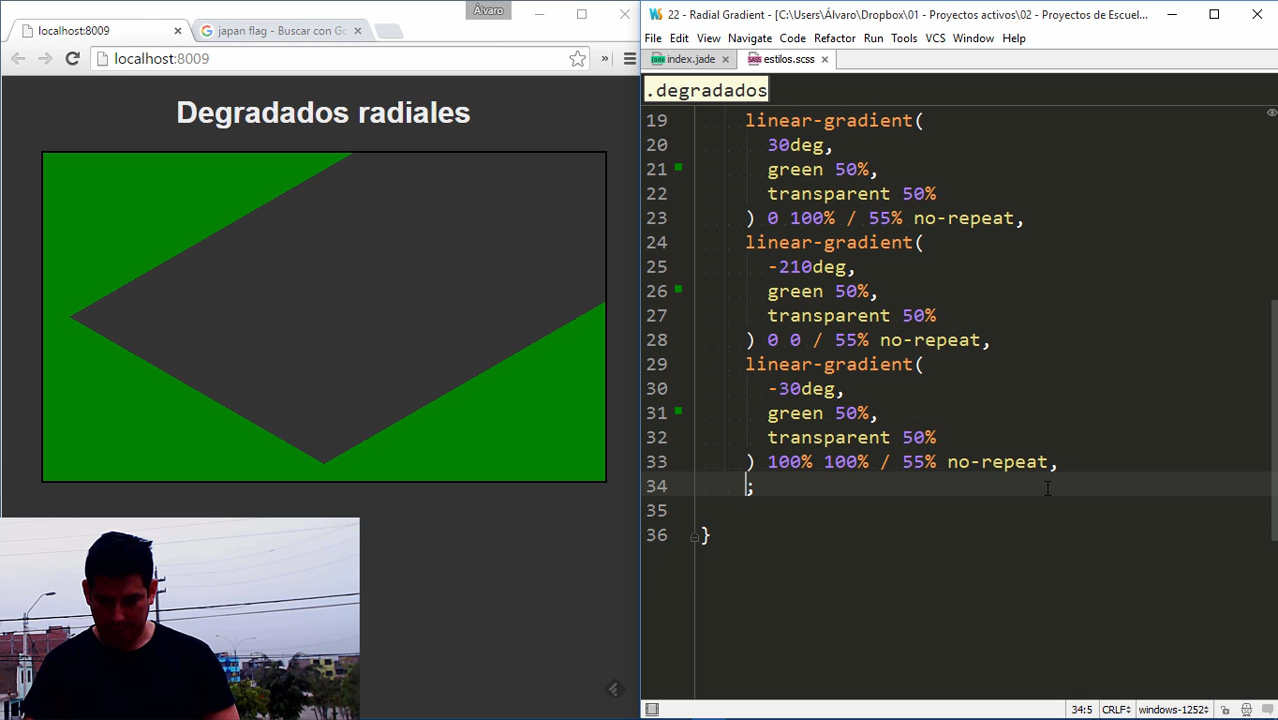 Álvaro
localhost:8009
japan flag - Buscar con Go
localhost:8009
»
Degradados radiales
22 - Radial Gradient - [C:\Users\Álvaro\Dropbox\01 - Proyectos activos\02 - Proyectos de Escuel...
File Edit View Navigate Code Refactor Run Tools VCS Window Help
index.jade
estilos.scss
.degradados
19 linear-gradient(
20 30deg,
21 green 50%,
22 transparent 50%
23 ) 0 100% / 55% no-repeat,
24 linear-gradient(
25 -210deg,
26 green 50%,
27 transparent 50%
28 ) 0 0 / 55% no-repeat,
29 linear-gradient(
30 -30deg,
31 green 50%,
32 transparent 50%
33 ) 100% 100% / 55% no-repeat,
34 ;
35
36 }
34:5 CRLF windows-1252